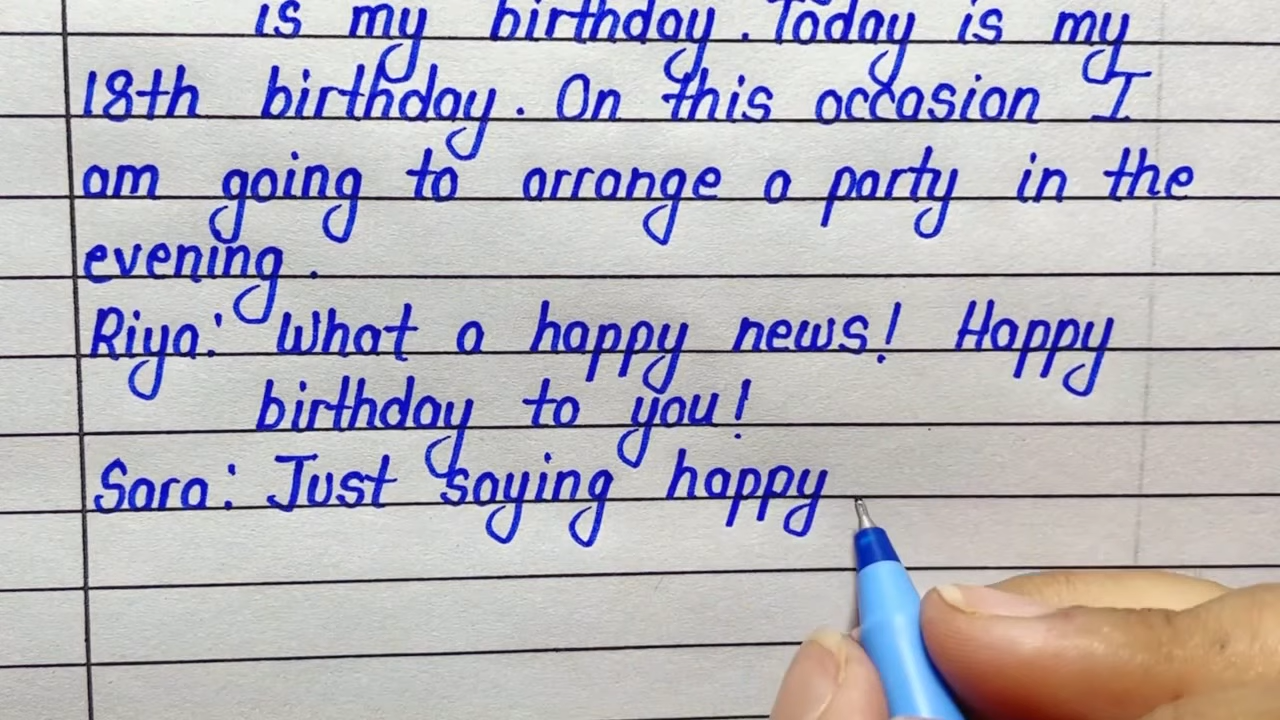 is my birthday. Today is my
18th birthday. On this occasion I
am going to arrange a party in the
evening.
Riya: What a happy news! Happy
birthday to you!
Sara: Just saying happy